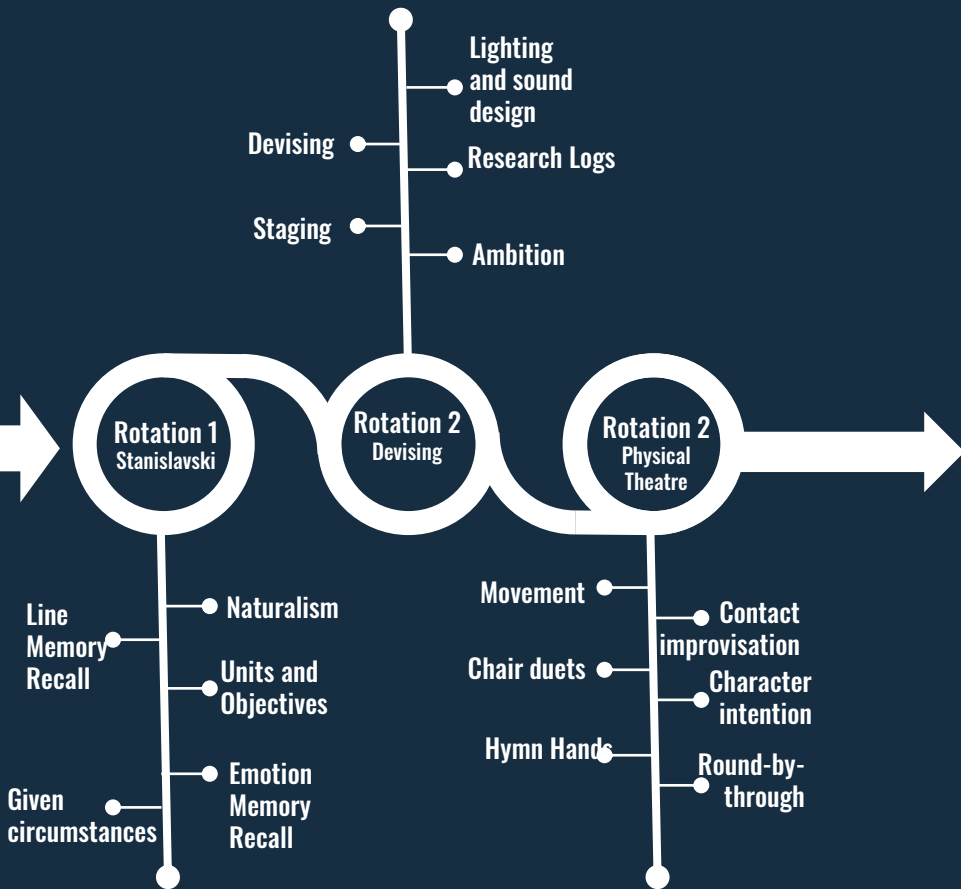 Lighting
and sound
design
Devising
Research Logs
Staging
Ambition
Rotation 1
Stanislavski
Rotation 2
Devising
Rotation 2
Physical
Theatre
Line
Memory
Recall
Naturalism
Units and
Objectives
Emotion
Memory
Recall
Given
circumstances
Movement
Contact
improvisation
Chair duets
Character
intention
Hymn Hands
Round-by-
through